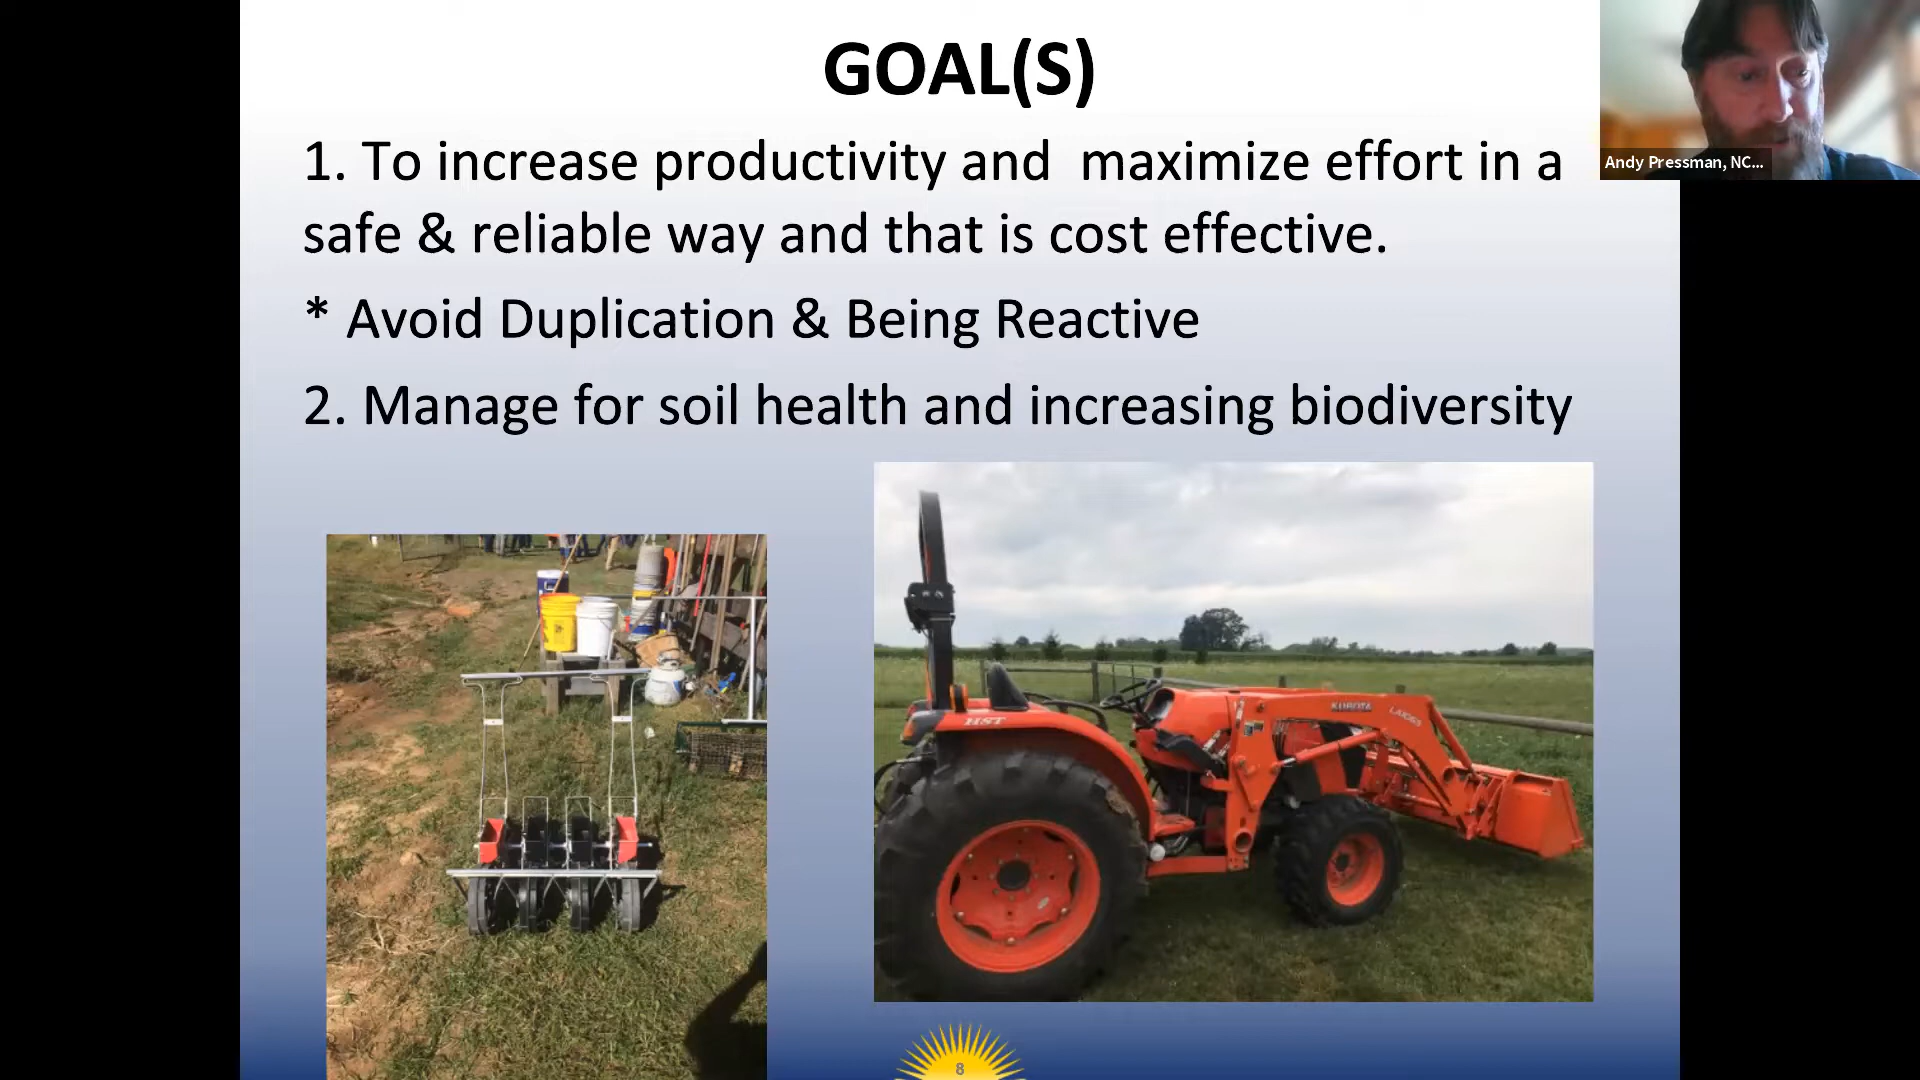 GOAL(S)
1. To increase productivity and maximize effort in a
safe & reliable way and that is cost effective.
* Avoid Duplication & Being Reactive
2. Manage for soil health and increasing biodiversity
Andy Pressman, NC...
HST
KUBOTA
LA1065
8